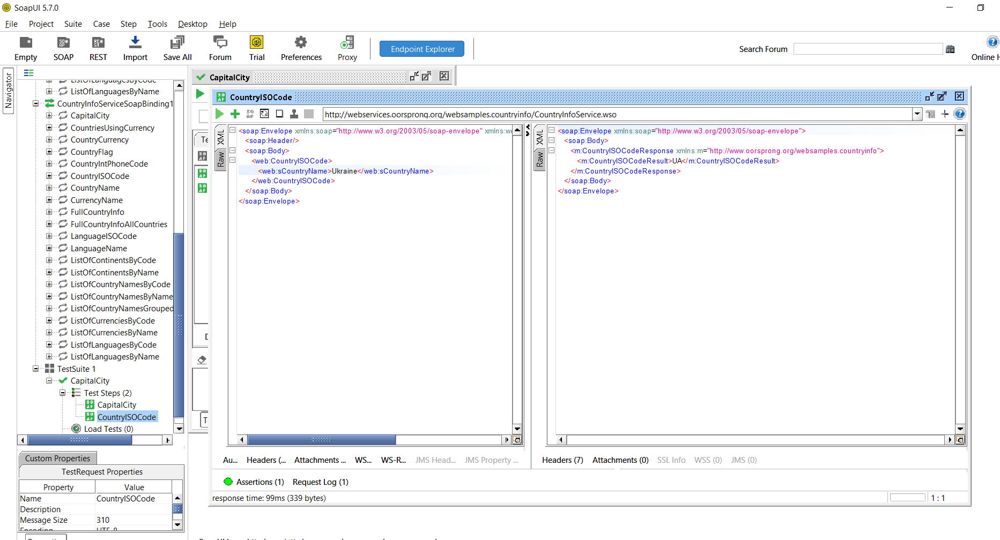 SoapUI 5.7.0
File Project Suite Case Step Tools Desktop Help
Empty SOAP REST Import Save All Forum Trial Preferences Proxy Endpoint Explorer Search Forum Online
Navigator
ListOfLanguagesByCode
ListOfLanguagesByName
CountryInfoServiceSoapBinding1
CapitalCity
CountriesUsingCurrency
CountryCurrency
CountryFlag
CountryIntPhoneCode
CountryISOCode
CountryName
CurrencyName
FullCountryInfo
FullCountryInfoAllCountries
LanguageISOCode
LanguageName
ListOfContinentsByCode
ListOfContinentsByName
ListOfCountryNamesByCode
ListOfCountryNamesByName
ListOfCountryNamesGrouped
ListOfCurrenciesByCode
ListOfCurrenciesByName
ListOfLanguagesByCode
ListOfLanguagesByName
TestSuite 1
CapitalCity
Test Steps (2)
CapitalCity
CountryISOCode
Load Tests (0)
Custom Properties
TestRequest Properties
Property Value
Name CountryISOCode
Description
Message Size 310
Encoding UTF-8
CapitalCity
CountryISOCode
http://webservices.oorsprong.org/websamples.countryinfo/CountryInfoService.wso
XML
Raw
<soap:Envelope xmlns:soap="http://www.w3.org/2003/05/soap-envelope" xmlns:we
<soap:Header/>
<soap:Body>
<web:CountryISOCode>
<web:sCountryName>Ukraine</web:sCountryName>
</web:CountryISOCode>
</soap:Body>
</soap:Envelope>
XML
Raw
<soap:Envelope xmlns:soap="http://www.w3.org/2003/05/soap-envelope">
<soap:Body>
<m:CountryISOCodeResponse xmlns:m="http://www.oorsprong.org/websamples.countryinfo">
<m:CountryISOCodeResult>UA</m:CountryISOCodeResult>
</m:CountryISOCodeResponse>
</soap:Body>
</soap:Envelope>
Au... Headers (... Attachments ... WS... WS-R... JMS Head... JMS Property ...
Headers (7) Attachments (0) SSL Info WSS (0) JMS (0)
Assertions (1) Request Log (1)
response time: 99ms (339 bytes)
1 : 1